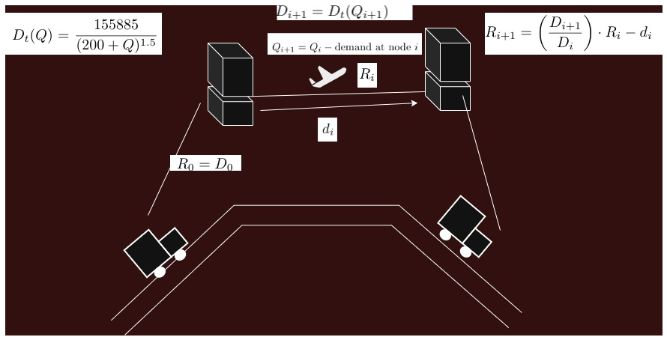 D_{i+1} = D_t(Q_{i+1})
D_t(Q) = \frac{155885}{(200 + Q)^{1.5}}
Q_{i+1} = Q_i − demand at node i
R_{i+1} = \left(\frac{D_{i+1}}{D_i}\right) · R_i − d_i
R_i
d_i
R_0 = D_0